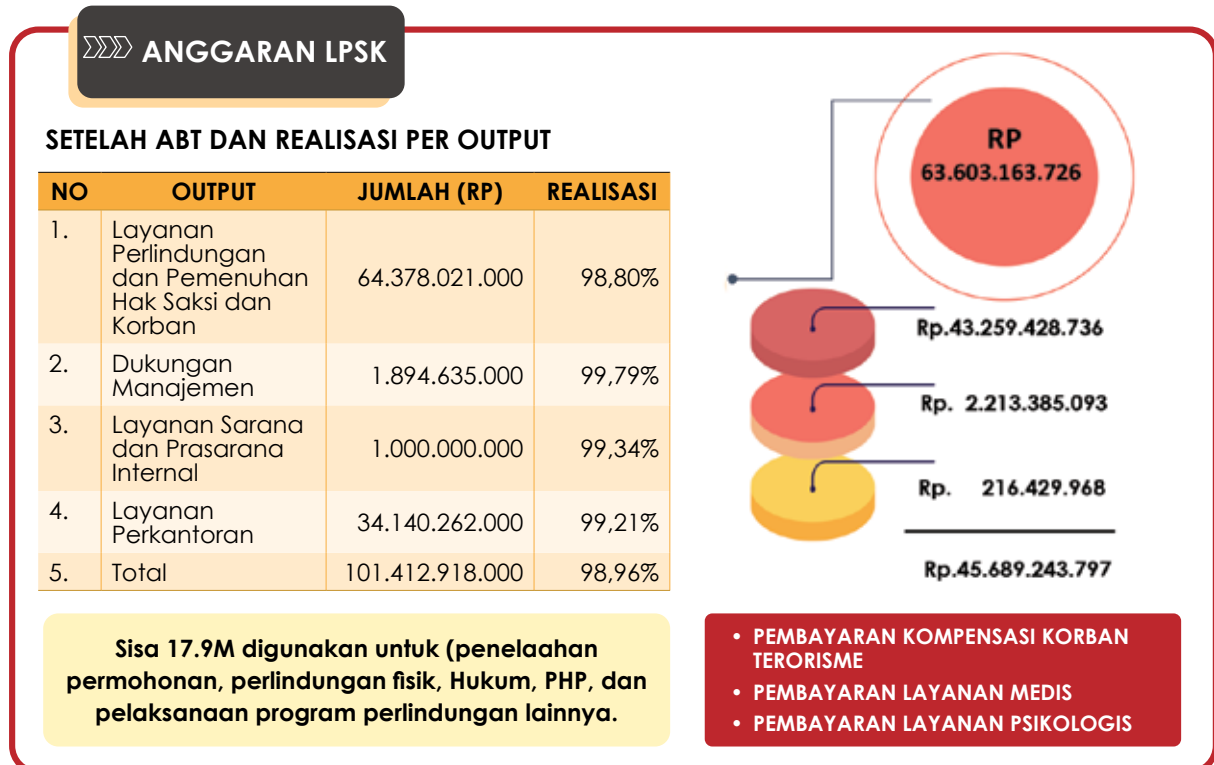 ANGGARAN LPSK
SETELAH ABT DAN REALISASI PER OUTPUT
NO OUTPUT JUMLAH (RP) REALISASI
1. Layanan
Perlindungan
dan Pemenuhan
Hak Saksi dan
Korban
64.378.021.000 98,80%
2. Dukungan
Manajemen
1.894.635.000 99,79%
3. Layanan Sarana
dan Prasarana
Internal
1.000.000.000 99,34%
4. Layanan
Perkantoran
34.140.262.000 99,21%
5. Total 101.412.918.000 98,96%
Sisa 17.9M digunakan untuk (penelaahan
permohonan, perlindungan fisik, Hukum, PHP, dan
pelaksanaan program perlindungan lainnya.
RP
63.603.163.726
Rp.43.259.428.736
Rp. 2.213.385.093
Rp. 216.429.968
Rp.45.689.243.797
• PEMBAYARAN KOMPENSASI KORBAN
TERORISME
• PEMBAYARAN LAYANAN MEDIS
• PEMBAYARAN LAYANAN PSIKOLOGIS